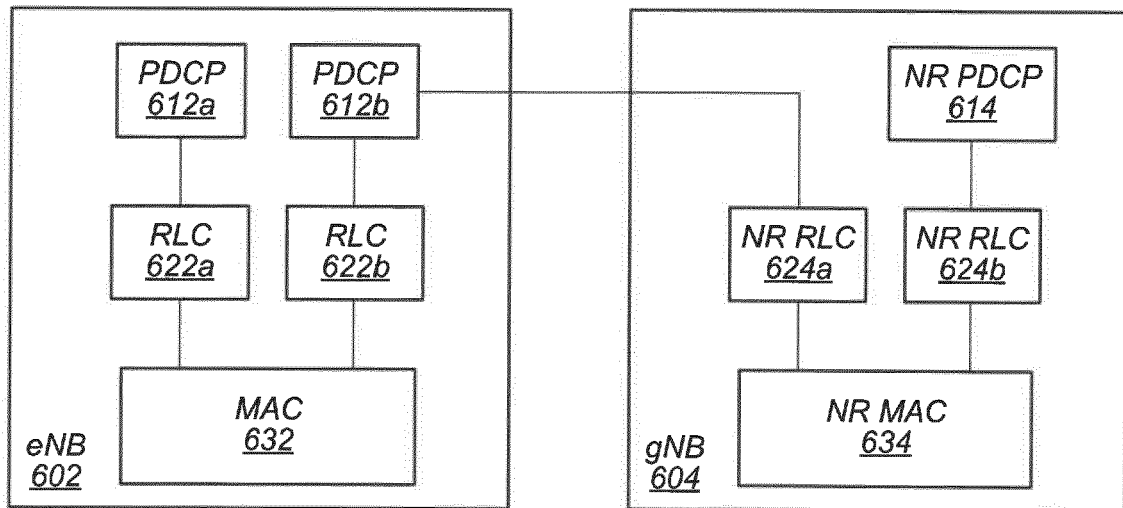 PDCP
612a
PDCP
612b
NR PDCP
614
RLC
622a
RLC
622b
NR RLC
624a
NR RLC
624b
MAC
632
NR MAC
634
eNB
602
gNB
604